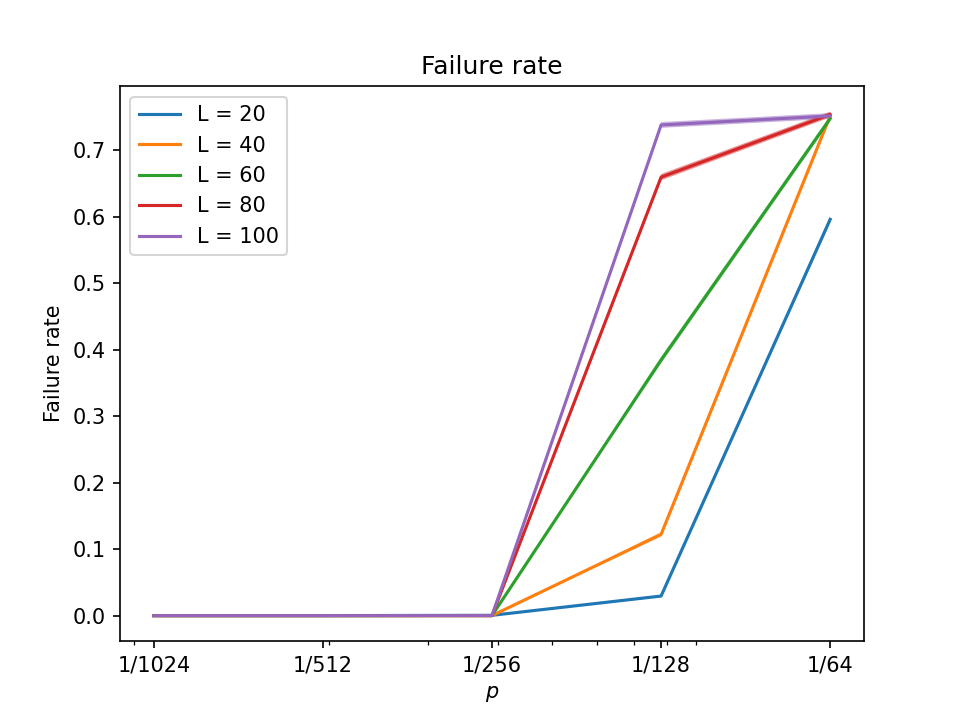 Failure rate
L = 20
L = 40
L = 60
L = 80
L = 100
Failure rate
0.7
0.6
0.5
0.4
0.3
0.2
0.1
0.0
1/1024 1/512 1/256 1/128 1/64
p